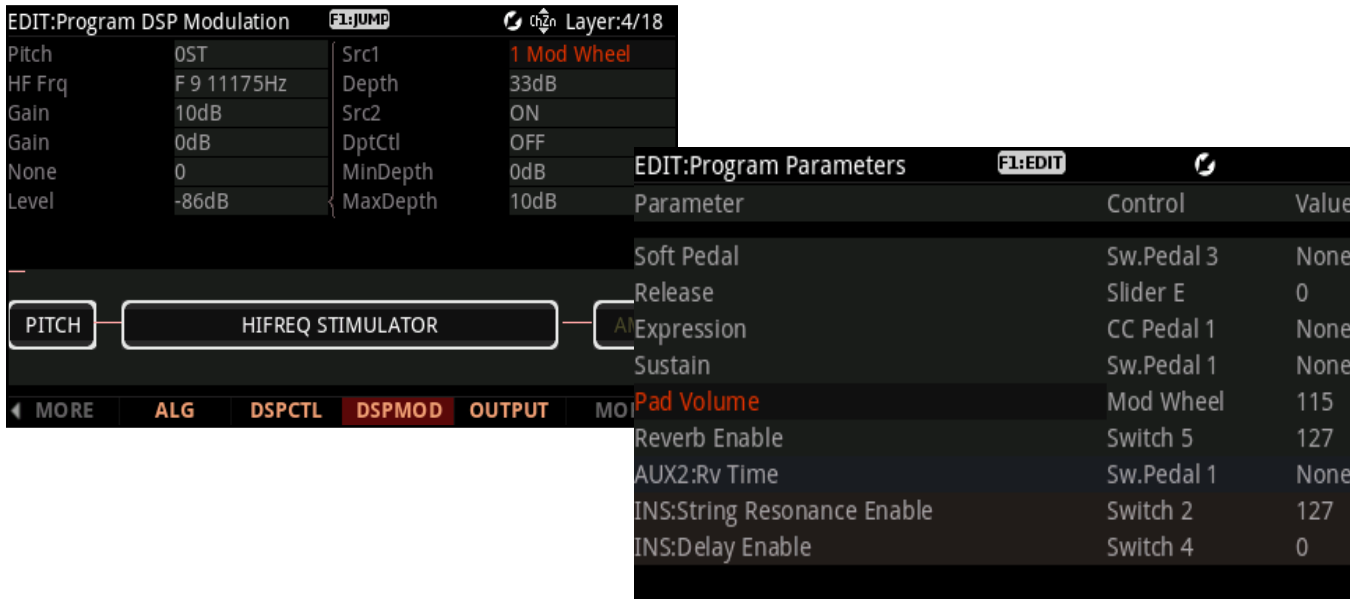 EDIT:Program DSP Modulation F1:JUMP ChZn Layer:4/18
Pitch 0ST Src1 1 Mod Wheel
HF Frq F 9 11175Hz Depth 33dB
Gain 10dB Src2 ON
Gain 0dB DptCtl OFF
None 0 MinDepth 0dB
Level -86dB MaxDepth 10dB
PITCH HIFREQ STIMULATOR
MORE ALG DSPCTL DSPMOD OUTPUT
EDIT:Program Parameters F1:EDIT
Parameter Control Value
Soft Pedal Sw.Pedal 3 None
Release Slider E 0
Expression CC Pedal 1 None
Sustain Sw.Pedal 1 None
Pad Volume Mod Wheel 115
Reverb Enable Switch 5 127
AUX2:Rv Time Sw.Pedal 1 None
INS:String Resonance Enable Switch 2 127
INS:Delay Enable Switch 4 0